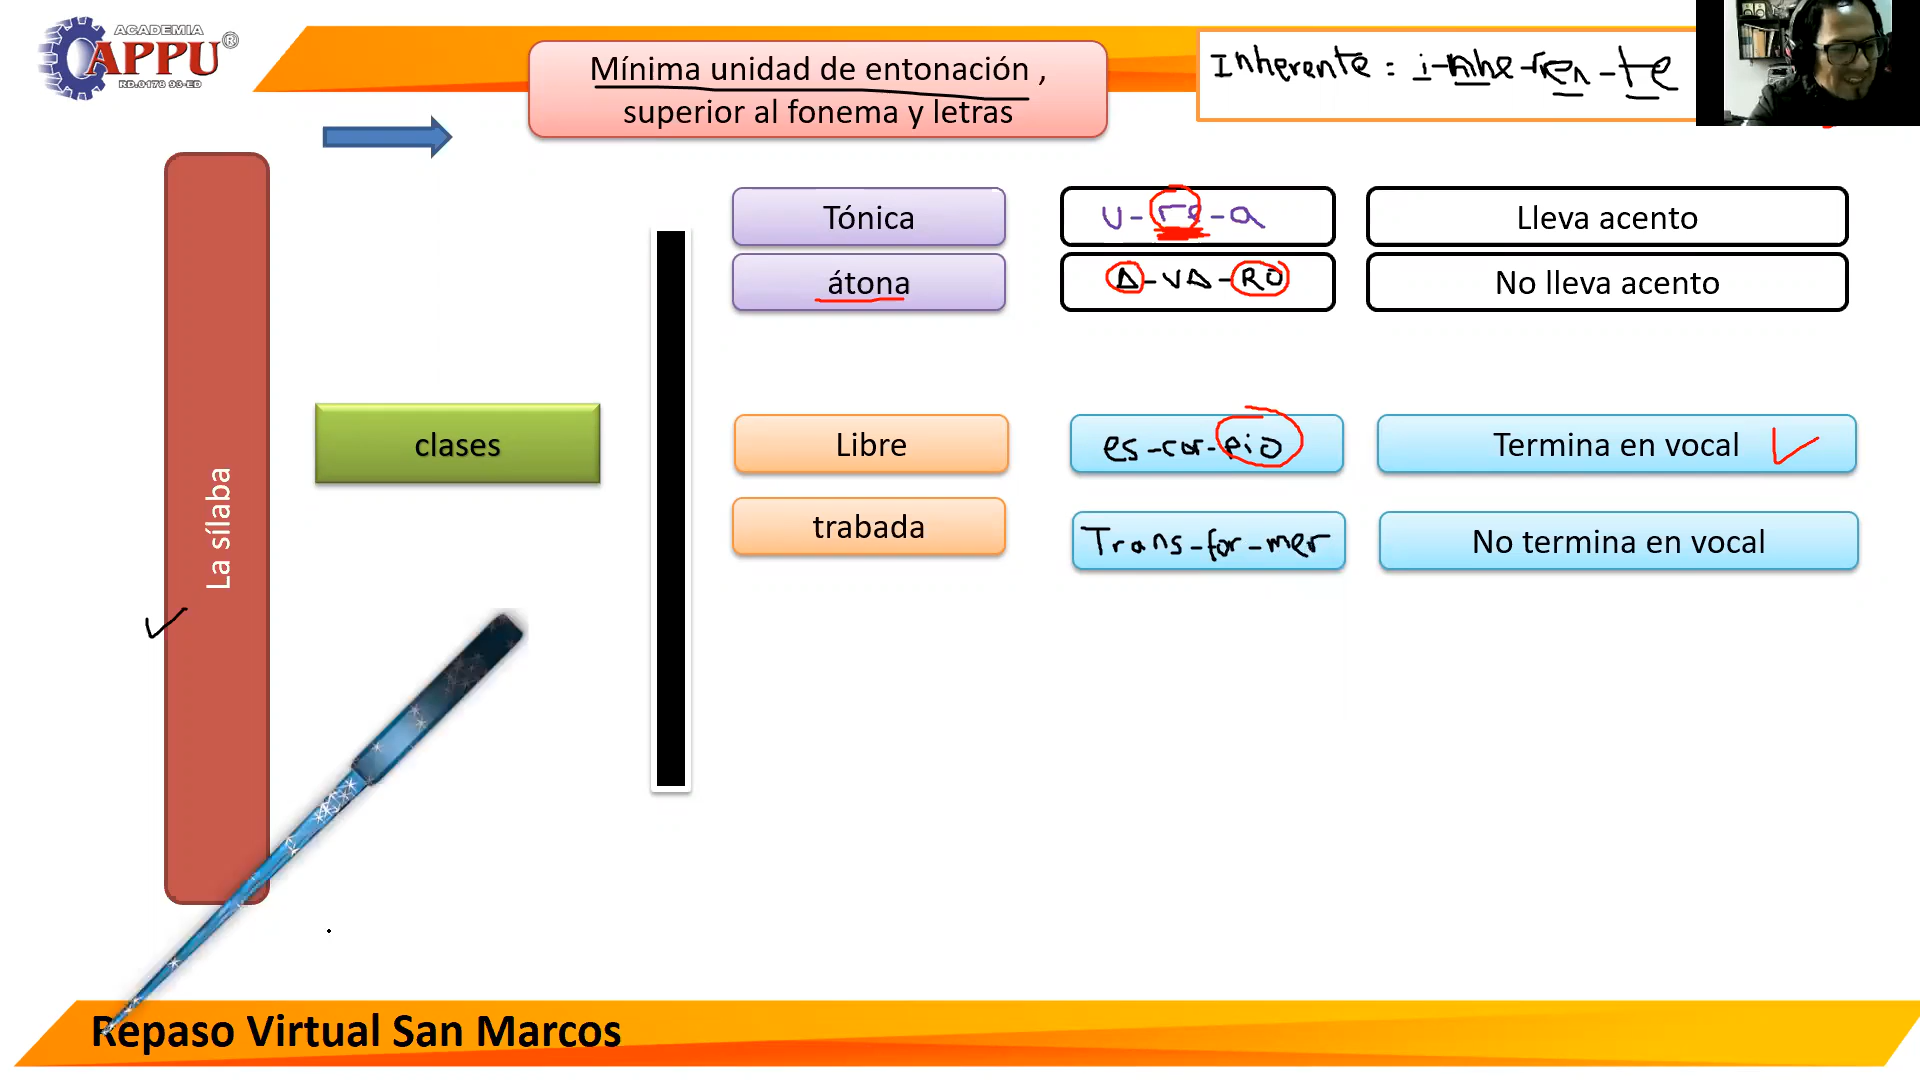 ACADEMIA
APPU®
RD.0178 93-ED
Mínima unidad de entonación ,
superior al fonema y letras
Inherente = i-nhe-ren-te
La sílaba
clases
Tónica
u-re-a
Lleva acento
átona
A-VA-RO
No lleva acento
Libre
es-cor-pio
Termina en vocal
trabada
Trans-for-mer
No termina en vocal
Repaso Virtual San Marcos